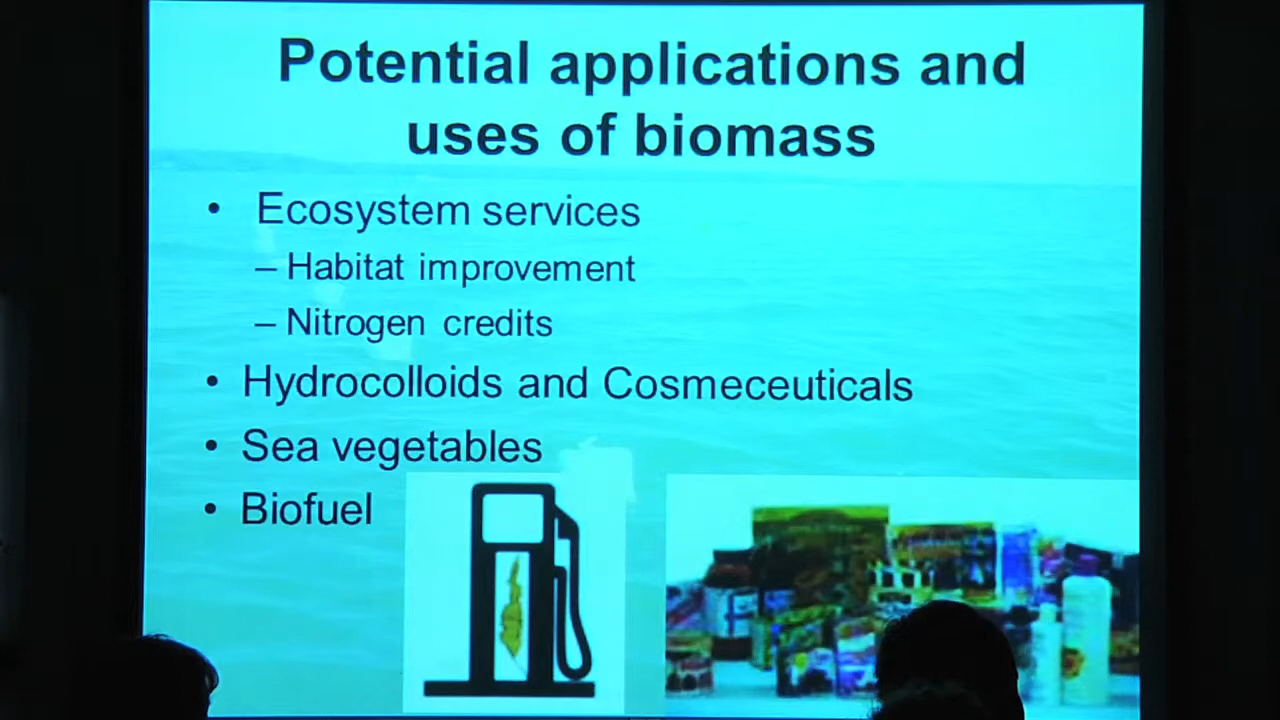 Potential applications and
uses of biomass
• Ecosystem services
– Habitat improvement
– Nitrogen credits
• Hydrocolloids and Cosmeceuticals
• Sea vegetables
• Biofuel